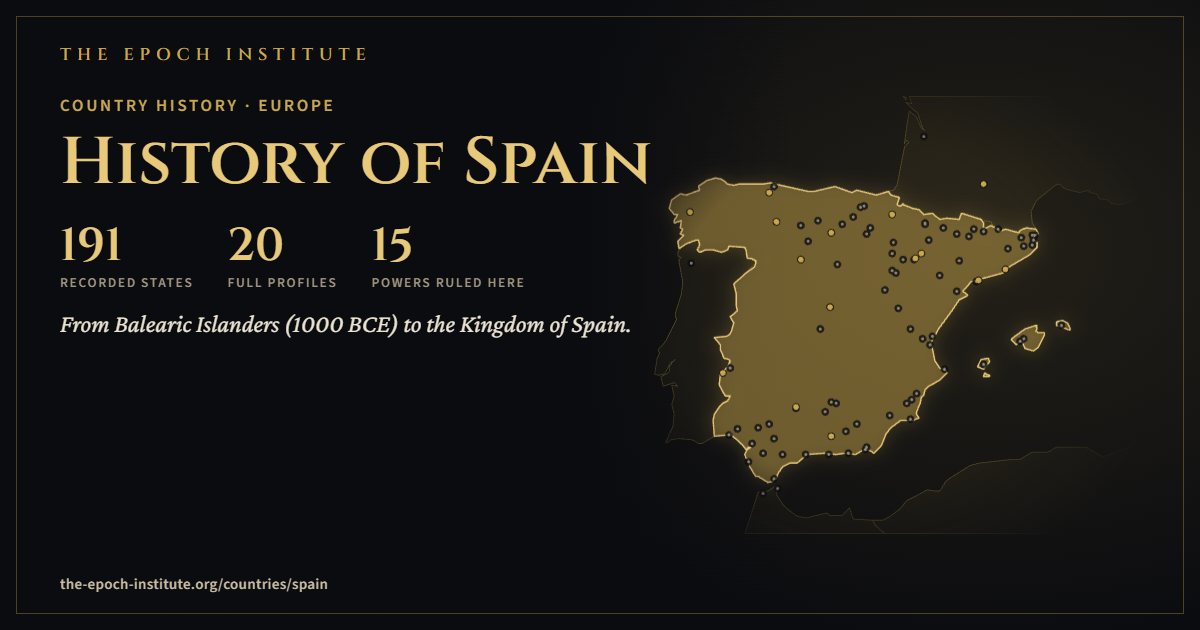 THE EPOCH INSTITUTE
COUNTRY HISTORY · EUROPE
HISTORY OF SPAIN
191 20 15
RECORDED STATES FULL PROFILES POWERS RULED HERE
From Balearic Islanders (1000 BCE) to the Kingdom of Spain.
the-epoch-institute.org/countries/spain